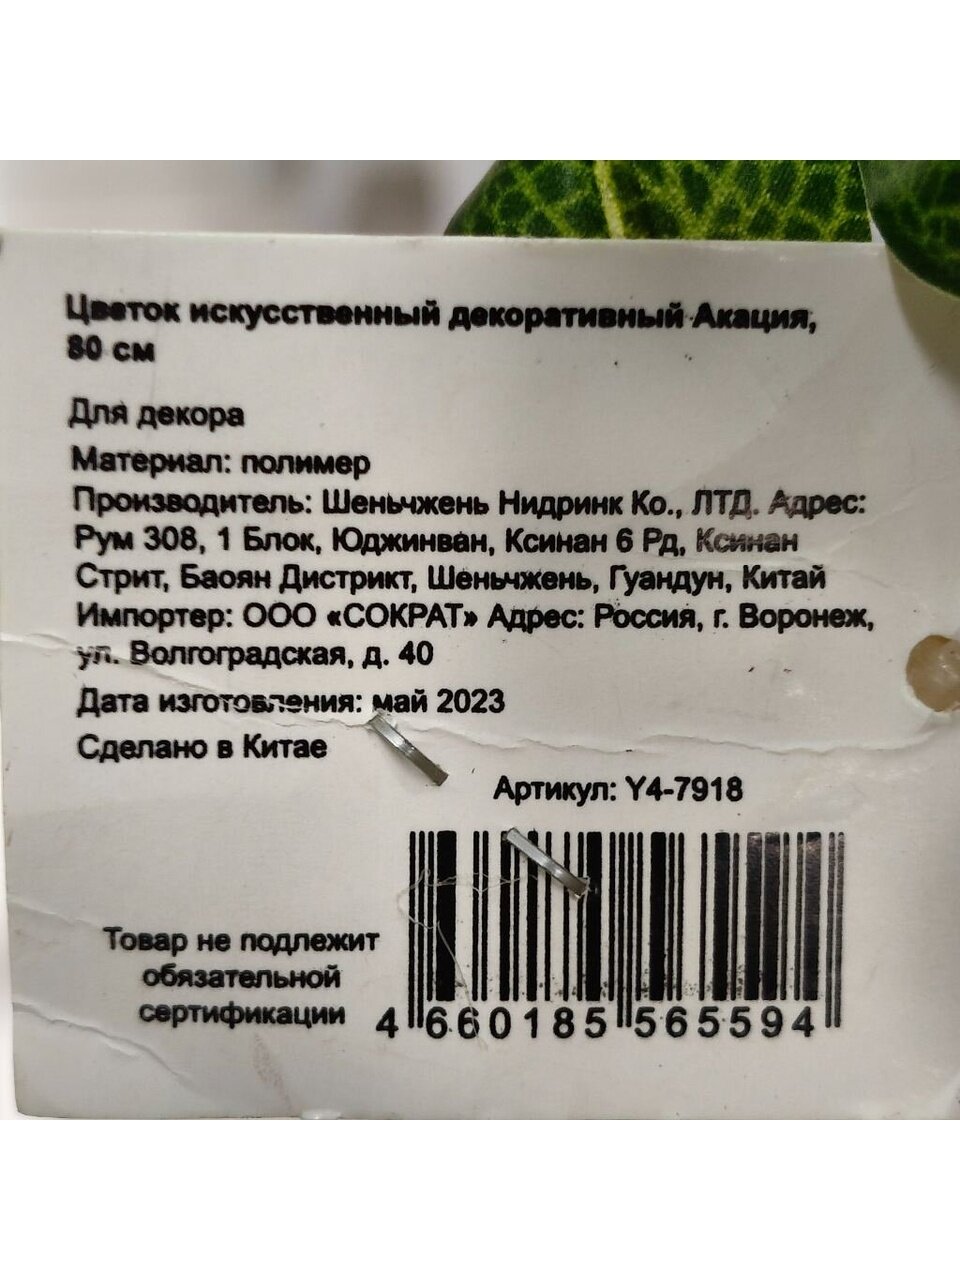 Цветок искусственный декоративный Акация,
80 см
Для декора
Материал: полимер
Производитель: Шеньчжень Нидринк Ко., ЛТД. Адрес:
Рум 308, 1 Блок, Юджинван, Ксинан 6 Рд, Ксинан
Стрит, Баоян Дистрикт, Шеньчжень, Гуандун, Китай
Импортер: ООО «СОКРАТ» Адрес: Россия, г. Воронеж,
ул. Волгоградская, д. 40
Дата изготовления: май 2023
Сделано в Китае
Артикул: Y4-7918
Товар не подлежит
обязательной
сертификации
4 660185 565594